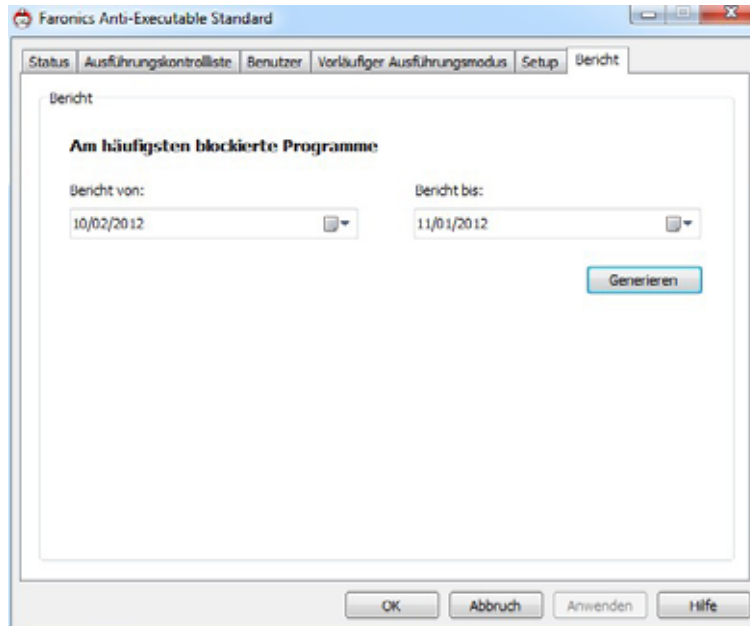 Faronics Anti-Executable Standard
Status Ausführungskontrolliste Benutzer Vorläufiger Ausführungsmodus Setup Bericht
Bericht
Am häufigsten blockierte Programme
Bericht von: Bericht bis:
10/02/2012 11/01/2012
Generieren
OK Abbruch Anwenden Hilfe